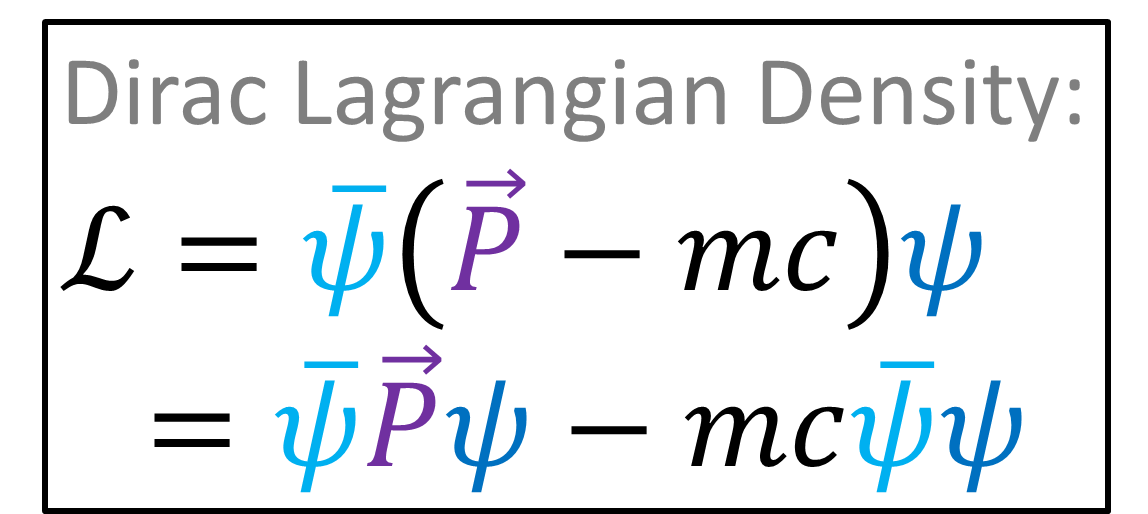 Dirac Lagrangian Density:
ℒ = ψ̅(P⃗ − mc)ψ
= ψ̅P⃗ψ − mcψ̅ψ